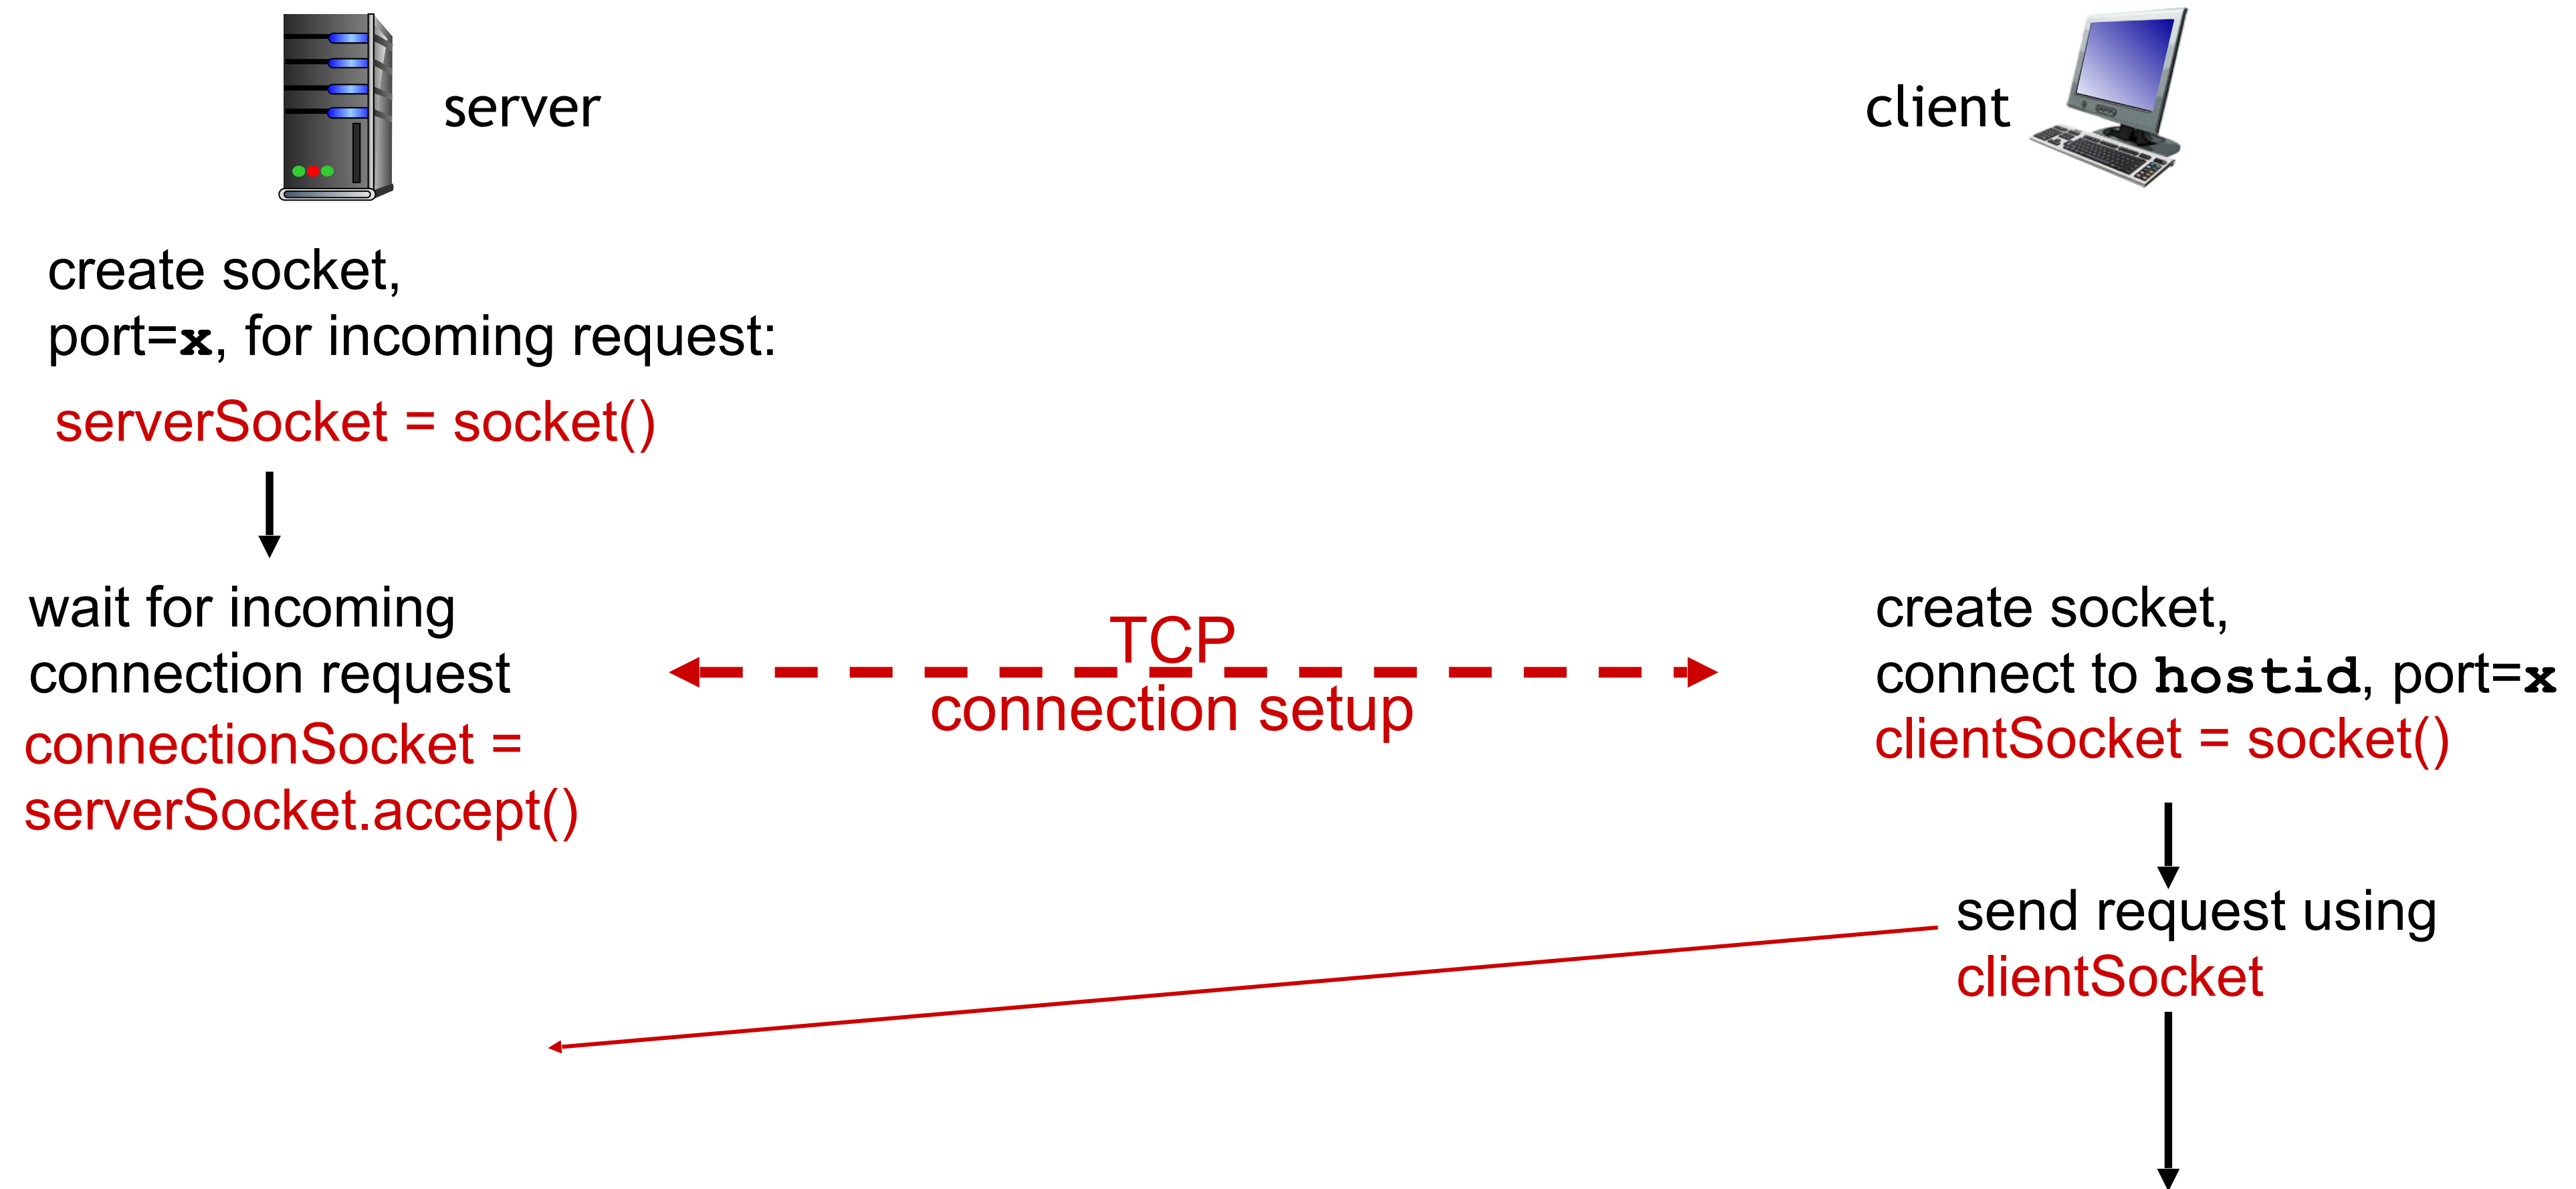 server
client
create socket,
port=x, for incoming request:
serverSocket = socket()
wait for incoming
connection request
connectionSocket =
serverSocket.accept()
TCP
connection setup
create socket,
connect to hostid, port=x
clientSocket = socket()
send request using
clientSocket